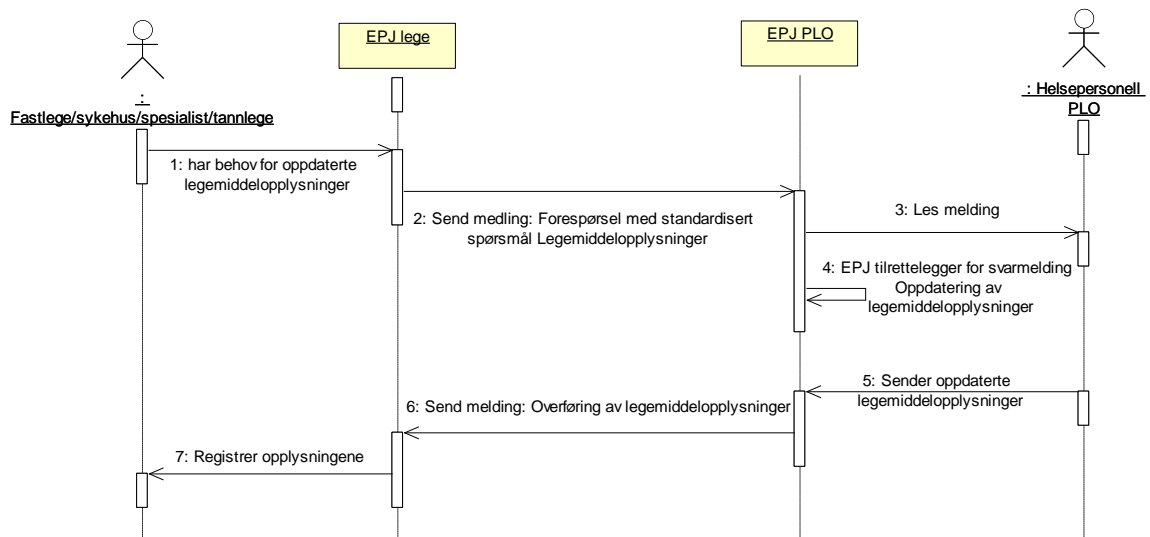 EPJ lege
EPJ PLO
:
Fastlege/sykehus/spesialist/tannlege
: Helsepersonell
PLO
1: har behov for oppdaterte
legemiddelopplysninger
2: Send medling: Forespørsel med standardisert
spørsmål Legemiddelopplysninger
3: Les melding
4: EPJ tilrettelegger for svarmelding
Oppdatering av
legemiddelopplysninger
5: Sender oppdaterte
legemiddelopplysninger
6: Send melding: Overføring av legemiddelopplysninger
7: Registrer opplysningene